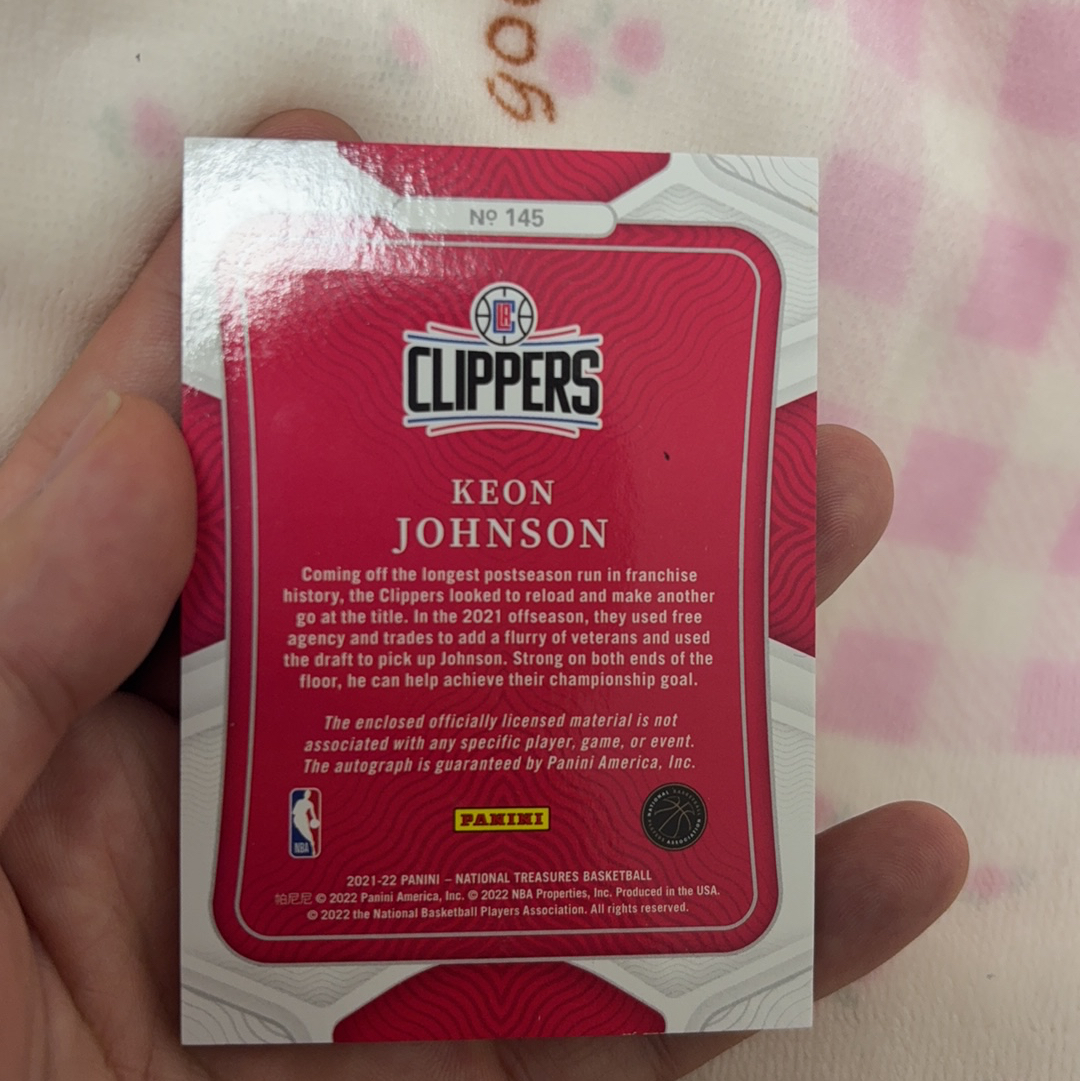 goo
Nº 145
LAC
CLIPPERS
KEON
JOHNSON
Coming off the longest postseason run in franchise
history, the Clippers looked to reload and make another
go at the title. In the 2021 offseason, they used free
agency and trades to add a flurry of veterans and used
the draft to pick up Johnson. Strong on both ends of the
floor, he can help achieve their championship goal.
The enclosed officially licensed material is not
associated with any specific player, game, or event.
The autograph is guaranteed by Panini America, Inc.
NBA
PANINI
NATIONAL BASKETBALL
PLAYERS ASSOCIATION
2021-22 PANINI – NATIONAL TREASURES BASKETBALL
帕尼尼 © 2022 Panini America, Inc. © 2022 NBA Properties, Inc. Produced in the USA.
© 2022 the National Basketball Players Association. All rights reserved.